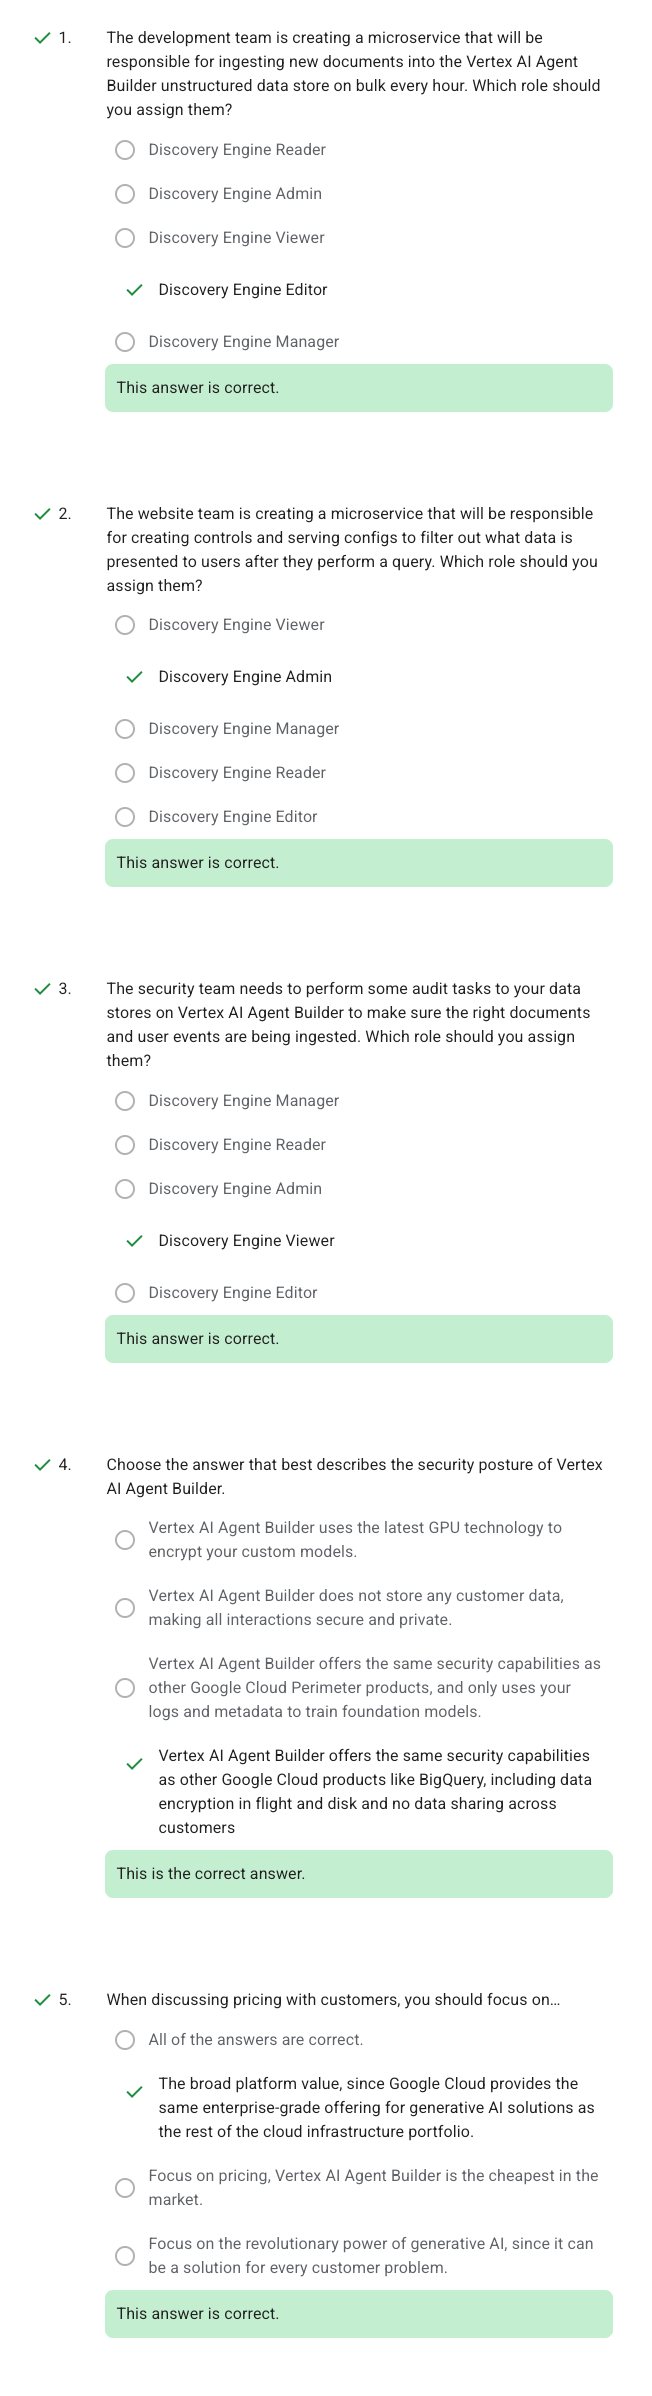 1. The development team is creating a microservice that will be
responsible for ingesting new documents into the Vertex AI Agent
Builder unstructured data store on bulk every hour. Which role should
you assign them?
Discovery Engine Reader
Discovery Engine Admin
Discovery Engine Viewer
Discovery Engine Editor
Discovery Engine Manager
This answer is correct.
2. The website team is creating a microservice that will be responsible
for creating controls and serving configs to filter out what data is
presented to users after they perform a query. Which role should you
assign them?
Discovery Engine Viewer
Discovery Engine Admin
Discovery Engine Manager
Discovery Engine Reader
Discovery Engine Editor
This answer is correct.
3. The security team needs to perform some audit tasks to your data
stores on Vertex AI Agent Builder to make sure the right documents
and user events are being ingested. Which role should you assign
them?
Discovery Engine Manager
Discovery Engine Reader
Discovery Engine Admin
Discovery Engine Viewer
Discovery Engine Editor
This answer is correct.
4. Choose the answer that best describes the security posture of Vertex
AI Agent Builder.
Vertex AI Agent Builder uses the latest GPU technology to
encrypt your custom models.
Vertex AI Agent Builder does not store any customer data,
making all interactions secure and private.
Vertex AI Agent Builder offers the same security capabilities as
other Google Cloud Perimeter products, and only uses your
logs and metadata to train foundation models.
Vertex AI Agent Builder offers the same security capabilities
as other Google Cloud products like BigQuery, including data
encryption in flight and disk and no data sharing across
customers
This is the correct answer.
5. When discussing pricing with customers, you should focus on…
All of the answers are correct.
The broad platform value, since Google Cloud provides the
same enterprise-grade offering for generative AI solutions as
the rest of the cloud infrastructure portfolio.
Focus on pricing, Vertex AI Agent Builder is the cheapest in the
market.
Focus on the revolutionary power of generative AI, since it can
be a solution for every customer problem.
This answer is correct.